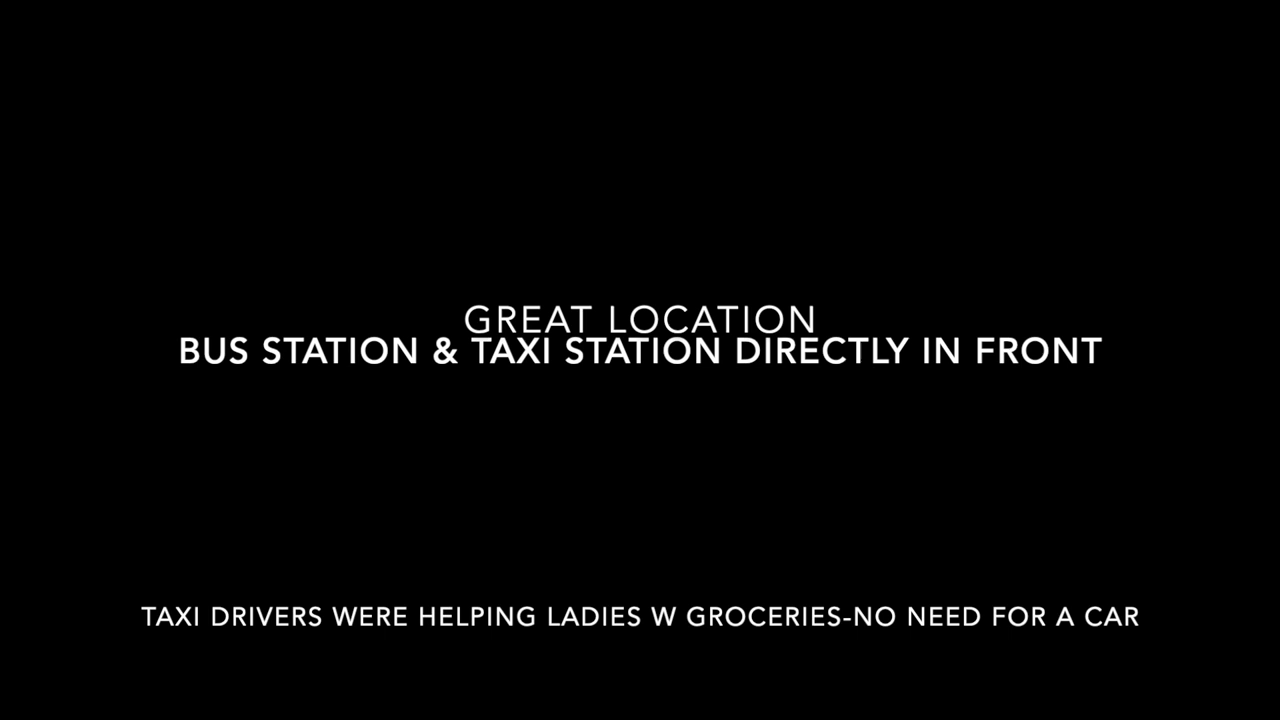 GREAT LOCATION
BUS STATION & TAXI STATION DIRECTLY IN FRONT
TAXI DRIVERS WERE HELPING LADIES W GROCERIES-NO NEED FOR A CAR